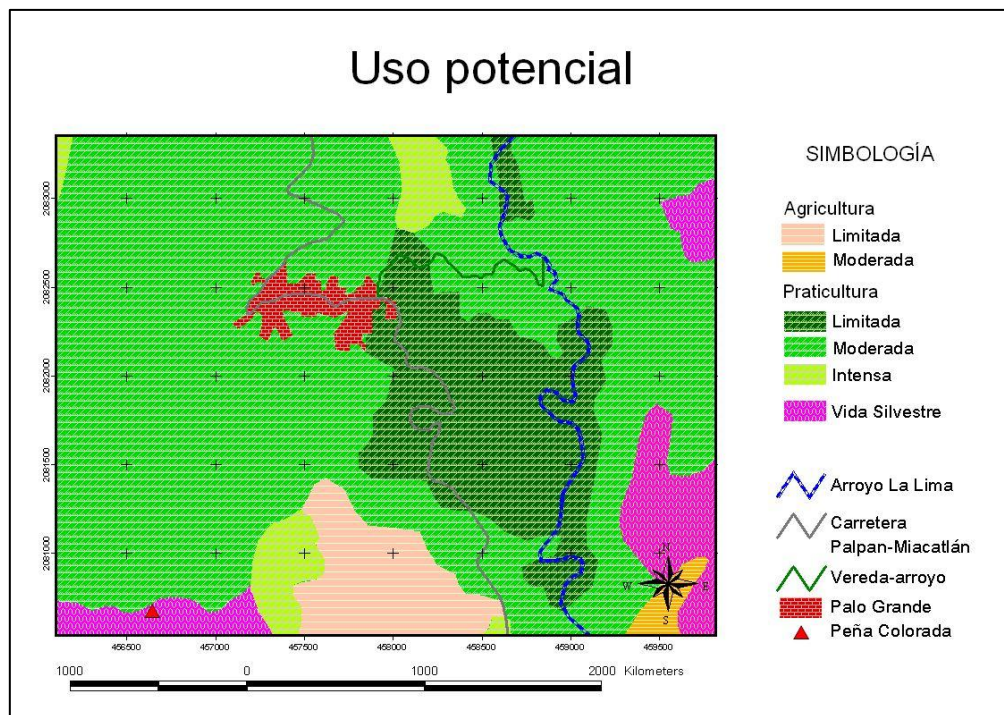 Uso potencial
SIMBOLOGÍA
Agricultura
Limitada
Moderada
Praticultura
Limitada
Moderada
Intensa
Vida Silvestre
Arroyo La Lima
Carretera
Palpan-Miacatlán
Vereda-arroyo
Palo Grande
Peña Colorada
2083000
2082500
2082000
2081500
2081000
N
W E
S
456500 457000 457500 458000 458500 459000 459500
1000 0 1000 2000 Kilometers